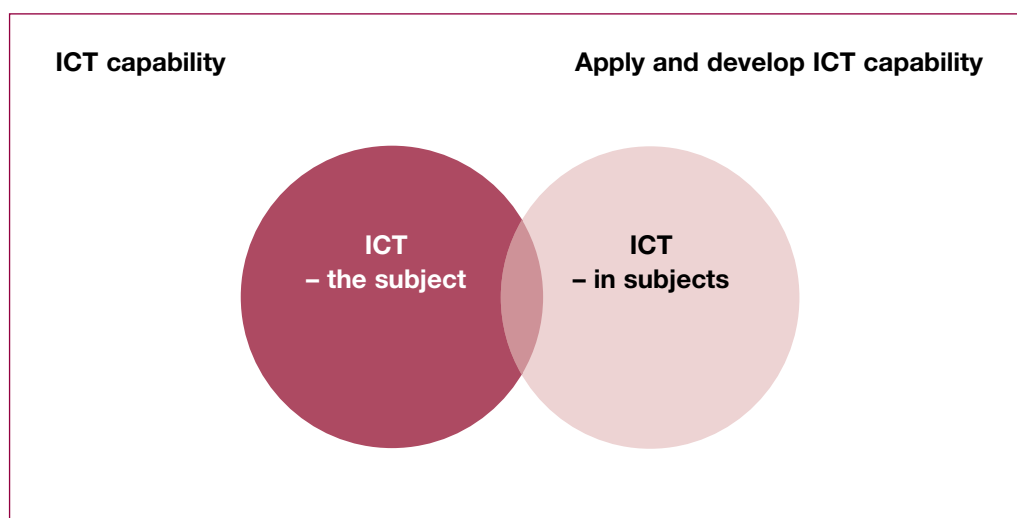 ICT capability
Apply and develop ICT capability
ICT
– the subject
ICT
– in subjects